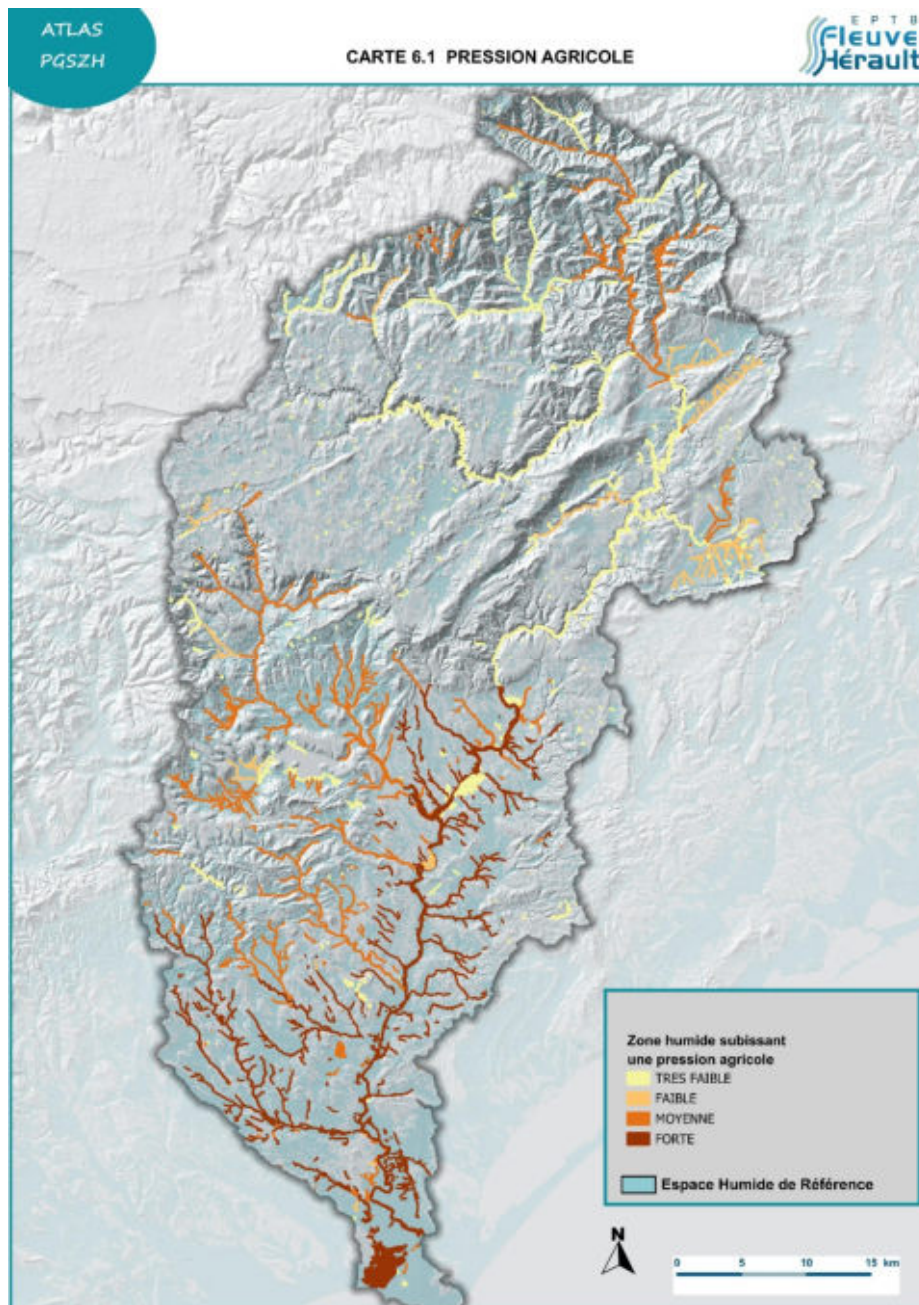 ATLAS
PGSZH
CARTE 6.1 PRESSION AGRICOLE
EPTB
Fleuve
Hérault
Zone humide subissant
une pression agricole
TRES FAIBLE
FAIBLE
MOYENNE
FORTE
Espace Humide de Référence
N
0 5 10 15 km